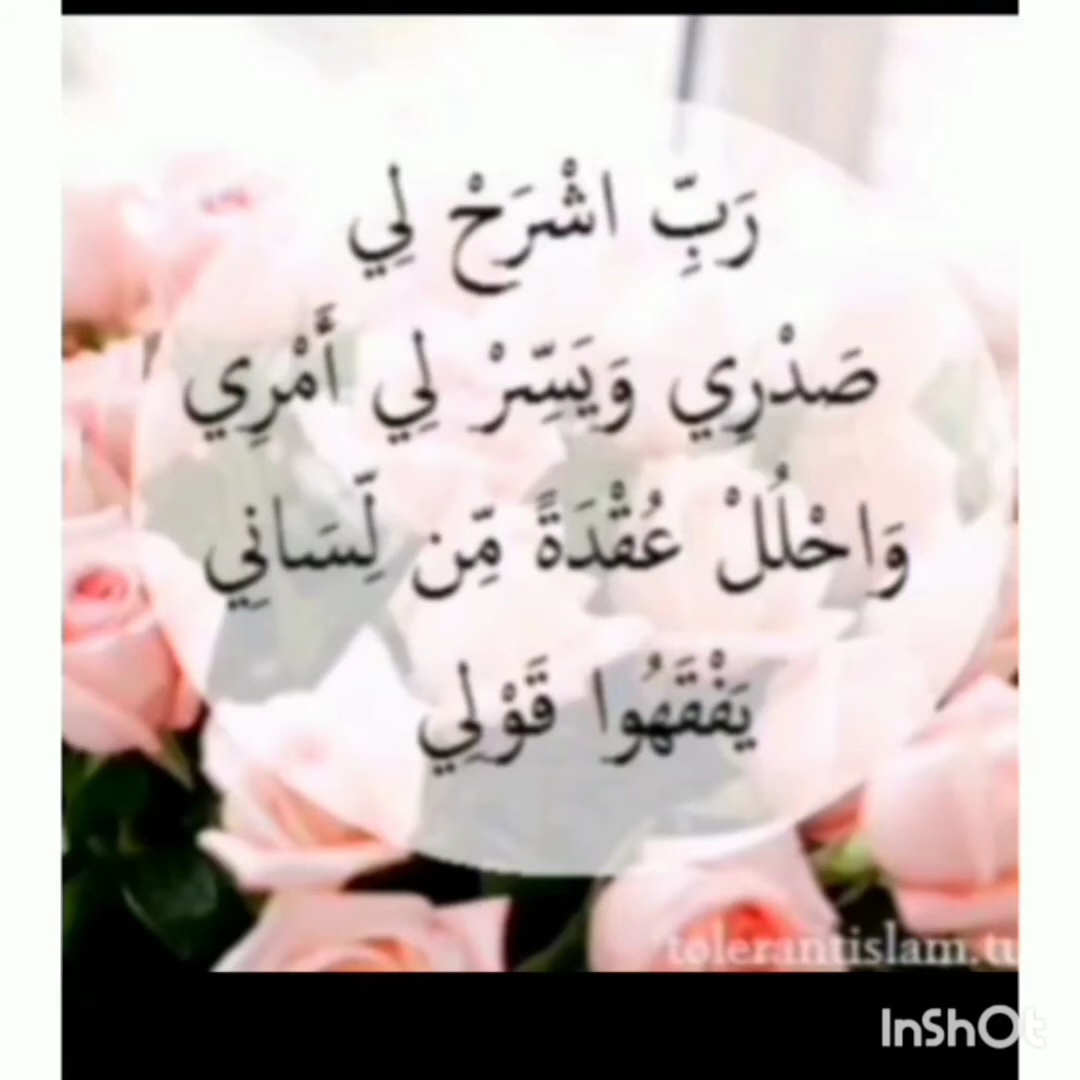 رَبِّ اشْرَحْ لِي
صَدْرِي وَيَسِّرْ لِي أَمْرِي
وَاحْلُلْ عُقْدَةً مِّن لِّسَانِي
يَفْقَهُوا قَوْلِي
tolerantislam.tu
InShOt